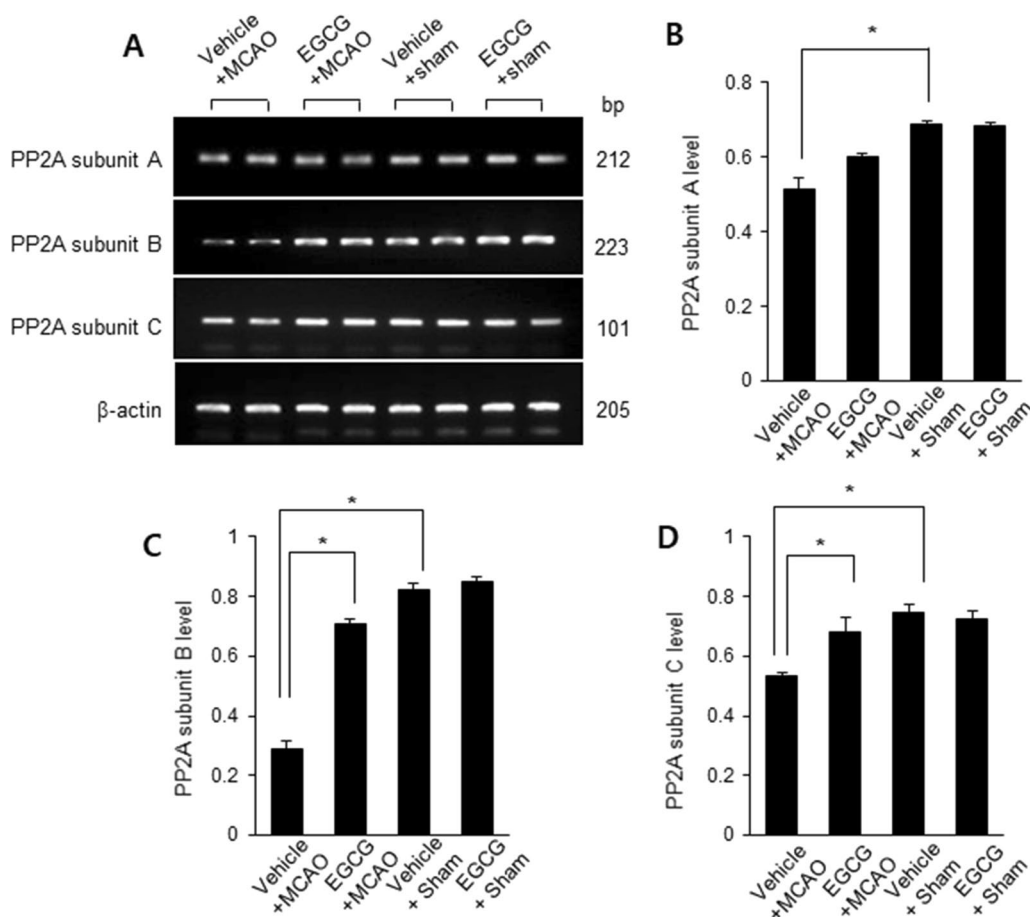 A
Vehicle
+MCAO
EGCG
+MCAO
Vehicle
+sham
EGCG
+sham
bp
PP2A subunit A
212
PP2A subunit B
223
PP2A subunit C
101
β-actin
205
B
*
PP2A subunit A level
0.8
0.6
0.4
0.2
0
Vehicle
+MCAO
EGCG
+MCAO
Vehicle
+ Sham
EGCG
+ Sham
C
*
*
PP2A subunit B level
1
0.8
0.6
0.4
0.2
0
Vehicle
+MCAO
EGCG
+MCAO
Vehicle
+ Sham
EGCG
+ Sham
D
*
*
PP2A subunit C level
1
0.8
0.6
0.4
0.2
0
Vehicle
+MCAO
EGCG
+MCAO
Vehicle
+ Sham
EGCG
+ Sham